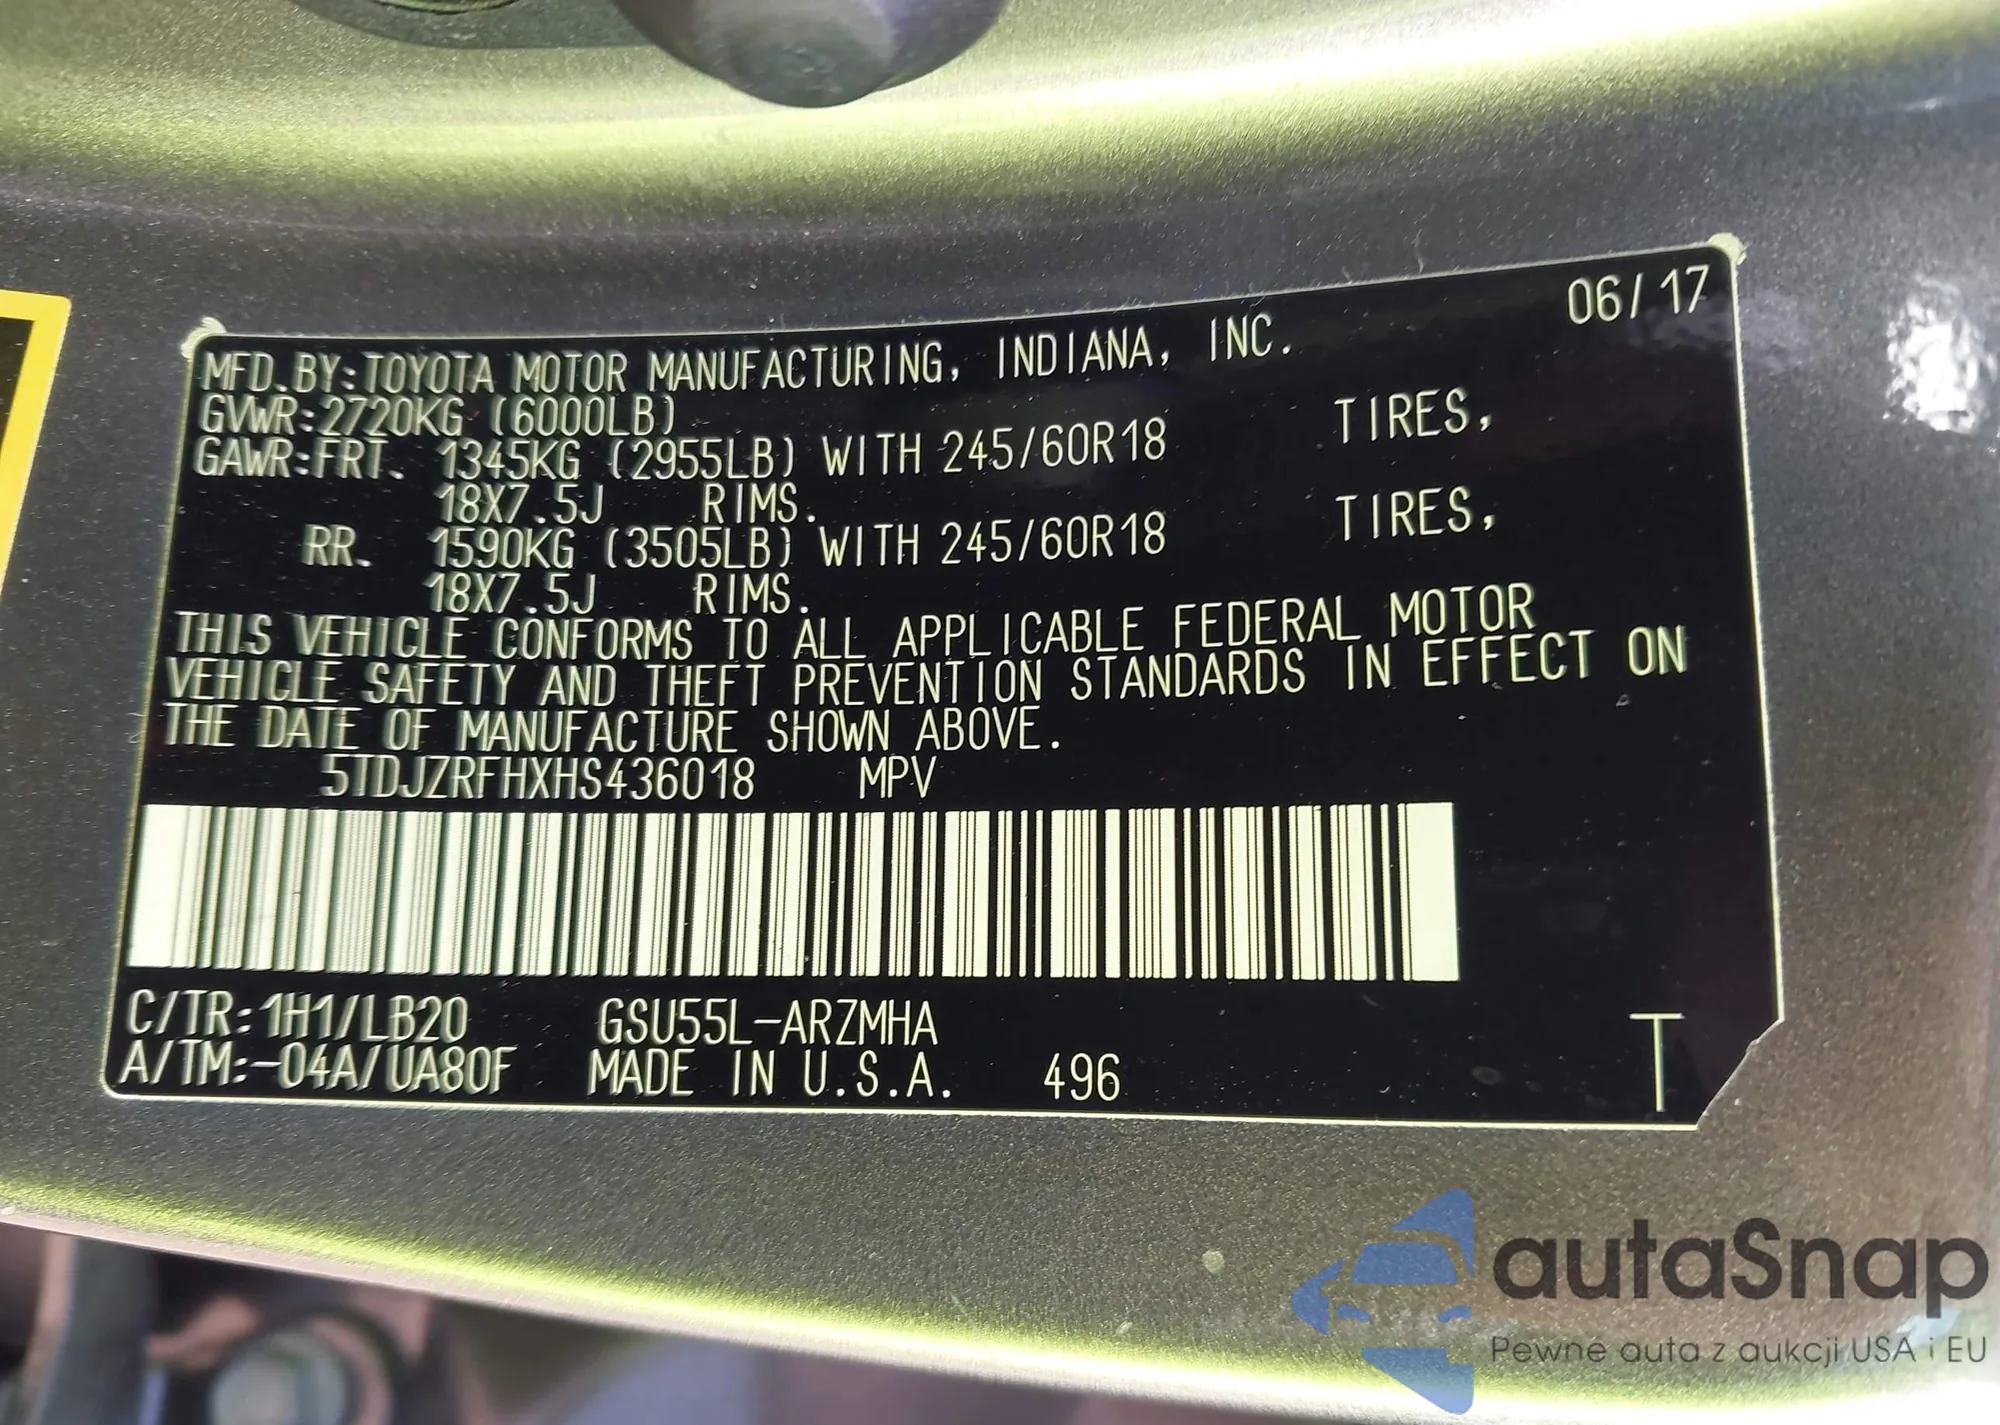 06/17
MFD.BY:TOYOTA MOTOR MANUFACTURING, INDIANA, INC.
GVWR:2720KG (6000LB)
GAWR:FRT. 1345KG (2955LB) WITH 245/60R18 TIRES,
18X7.5J RIMS.
RR. 1590KG (3505LB) WITH 245/60R18 TIRES,
18X7.5J RIMS.
THIS VEHICLE CONFORMS TO ALL APPLICABLE FEDERAL MOTOR
VEHICLE SAFETY AND THEFT PREVENTION STANDARDS IN EFFECT ON
THE DATE OF MANUFACTURE SHOWN ABOVE.
5TDJZRFHXHS436018 MPV
C/TR:1H1/LB20 GSU55L-ARZMHA
A/TM:-04A/UA80F MADE IN U.S.A. 496
T
autaSnap
Pewne auta z aukcji USA i EU